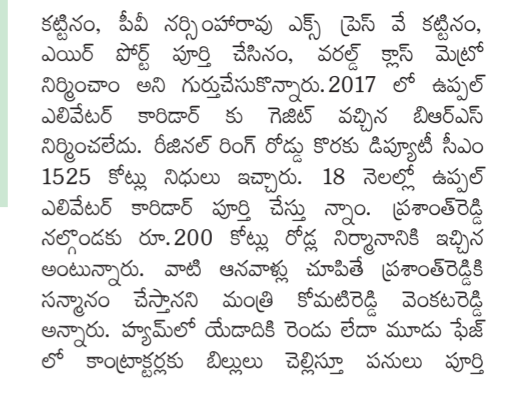 కట్టినం, పీవీ నర్సింహారావు ఎక్స్ ప్రెస్ వే కట్టినం,
ఎయిర్ పోర్ట్ పూర్తి చేసినం, వరల్డ్ క్లాస్ మెట్రో
నిర్మించాం అని గుర్తుచేసుకొన్నారు. 2017 లో ఉప్పల్
ఎలివేటర్ కారిడార్ కు గెజిట్ వచ్చిన బిఆర్ఎస్
నిర్మించలేదు. రీజినల్ రింగ్ రోడ్డు కొరకు డిప్యూటీ సీఎం
1525 కోట్లు నిధులు ఇచ్చారు. 18 నెలల్లో ఉప్పల్
ఎలివేటర్ కారిడార్ పూర్తి చేస్తు న్నాం. ప్రశాంత్‌రెడ్డి
నల్గొండకు రూ.200 కోట్లు రోడ్ల నిర్మానానికి ఇచ్చిన
అంటున్నారు. వాటి ఆనవాళ్లు చూపితే ప్రశాంత్‌రెడ్డికి
సన్మానం చేస్తానని మంత్రి కోమటిరెడ్డి వెంకటరెడ్డి
అన్నారు. హ్యామ్‌లో యేడాదికి రెండు లేదా మూడు ఫేజ్
లో కాంట్రాక్టర్లకు బిల్లులు చెల్లిస్తూ పనులు పూర్తి